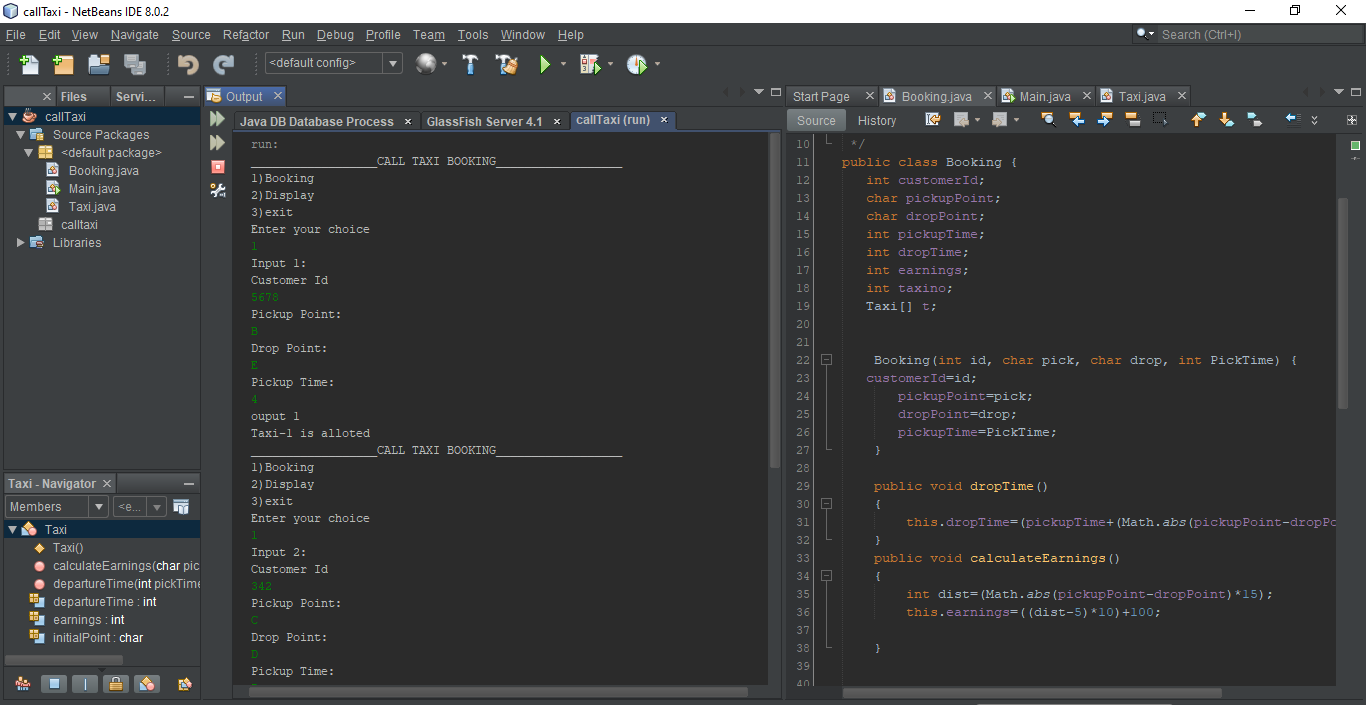 callTaxi - NetBeans IDE 8.0.2
File Edit View Navigate Source Refactor Run Debug Profile Team Tools Window Help
Search (Ctrl+I)
<default config>
Files
Servi...
callTaxi
Source Packages
<default package>
Booking.java
Main.java
Taxi.java
calltaxi
Libraries
Taxi - Navigator
Members
<e...
Taxi
Taxi()
calculateEarnings(char pic
departureTime(int pickTime
departureTime : int
earnings : int
initialPoint : char
Output
Java DB Database Process
GlassFish Server 4.1
callTaxi (run)
run:
________________CALL TAXI BOOKING________________
1)Booking
2)Display
3)exit
Enter your choice
1
Input 1:
Customer Id
5678
Pickup Point:
B
Drop Point:
E
Pickup Time:
4
ouput 1
Taxi-1 is alloted
________________CALL TAXI BOOKING________________
1)Booking
2)Display
3)exit
Enter your choice
1
Input 2:
Customer Id
342
Pickup Point:
C
Drop Point:
D
Pickup Time:
Start Page
Booking.java
Main.java
Taxi.java
Source
History
10 */
11 public class Booking {
12 int customerId;
13 char pickupPoint;
14 char dropPoint;
15 int pickupTime;
16 int dropTime;
17 int earnings;
18 int taxino;
19 Taxi[] t;
20
21
22 Booking(int id, char pick, char drop, int PickTime) {
23 customerId=id;
24 pickupPoint=pick;
25 dropPoint=drop;
26 pickupTime=PickTime;
27 }
28
29 public void dropTime()
30 {
31 this.dropTime=(pickupTime+(Math.abs(pickupPoint-dropPo
32 }
33 public void calculateEarnings()
34 {
35 int dist=(Math.abs(pickupPoint-dropPoint)*15);
36 this.earnings=((dist-5)*10)+100;
37
38 }
39
40